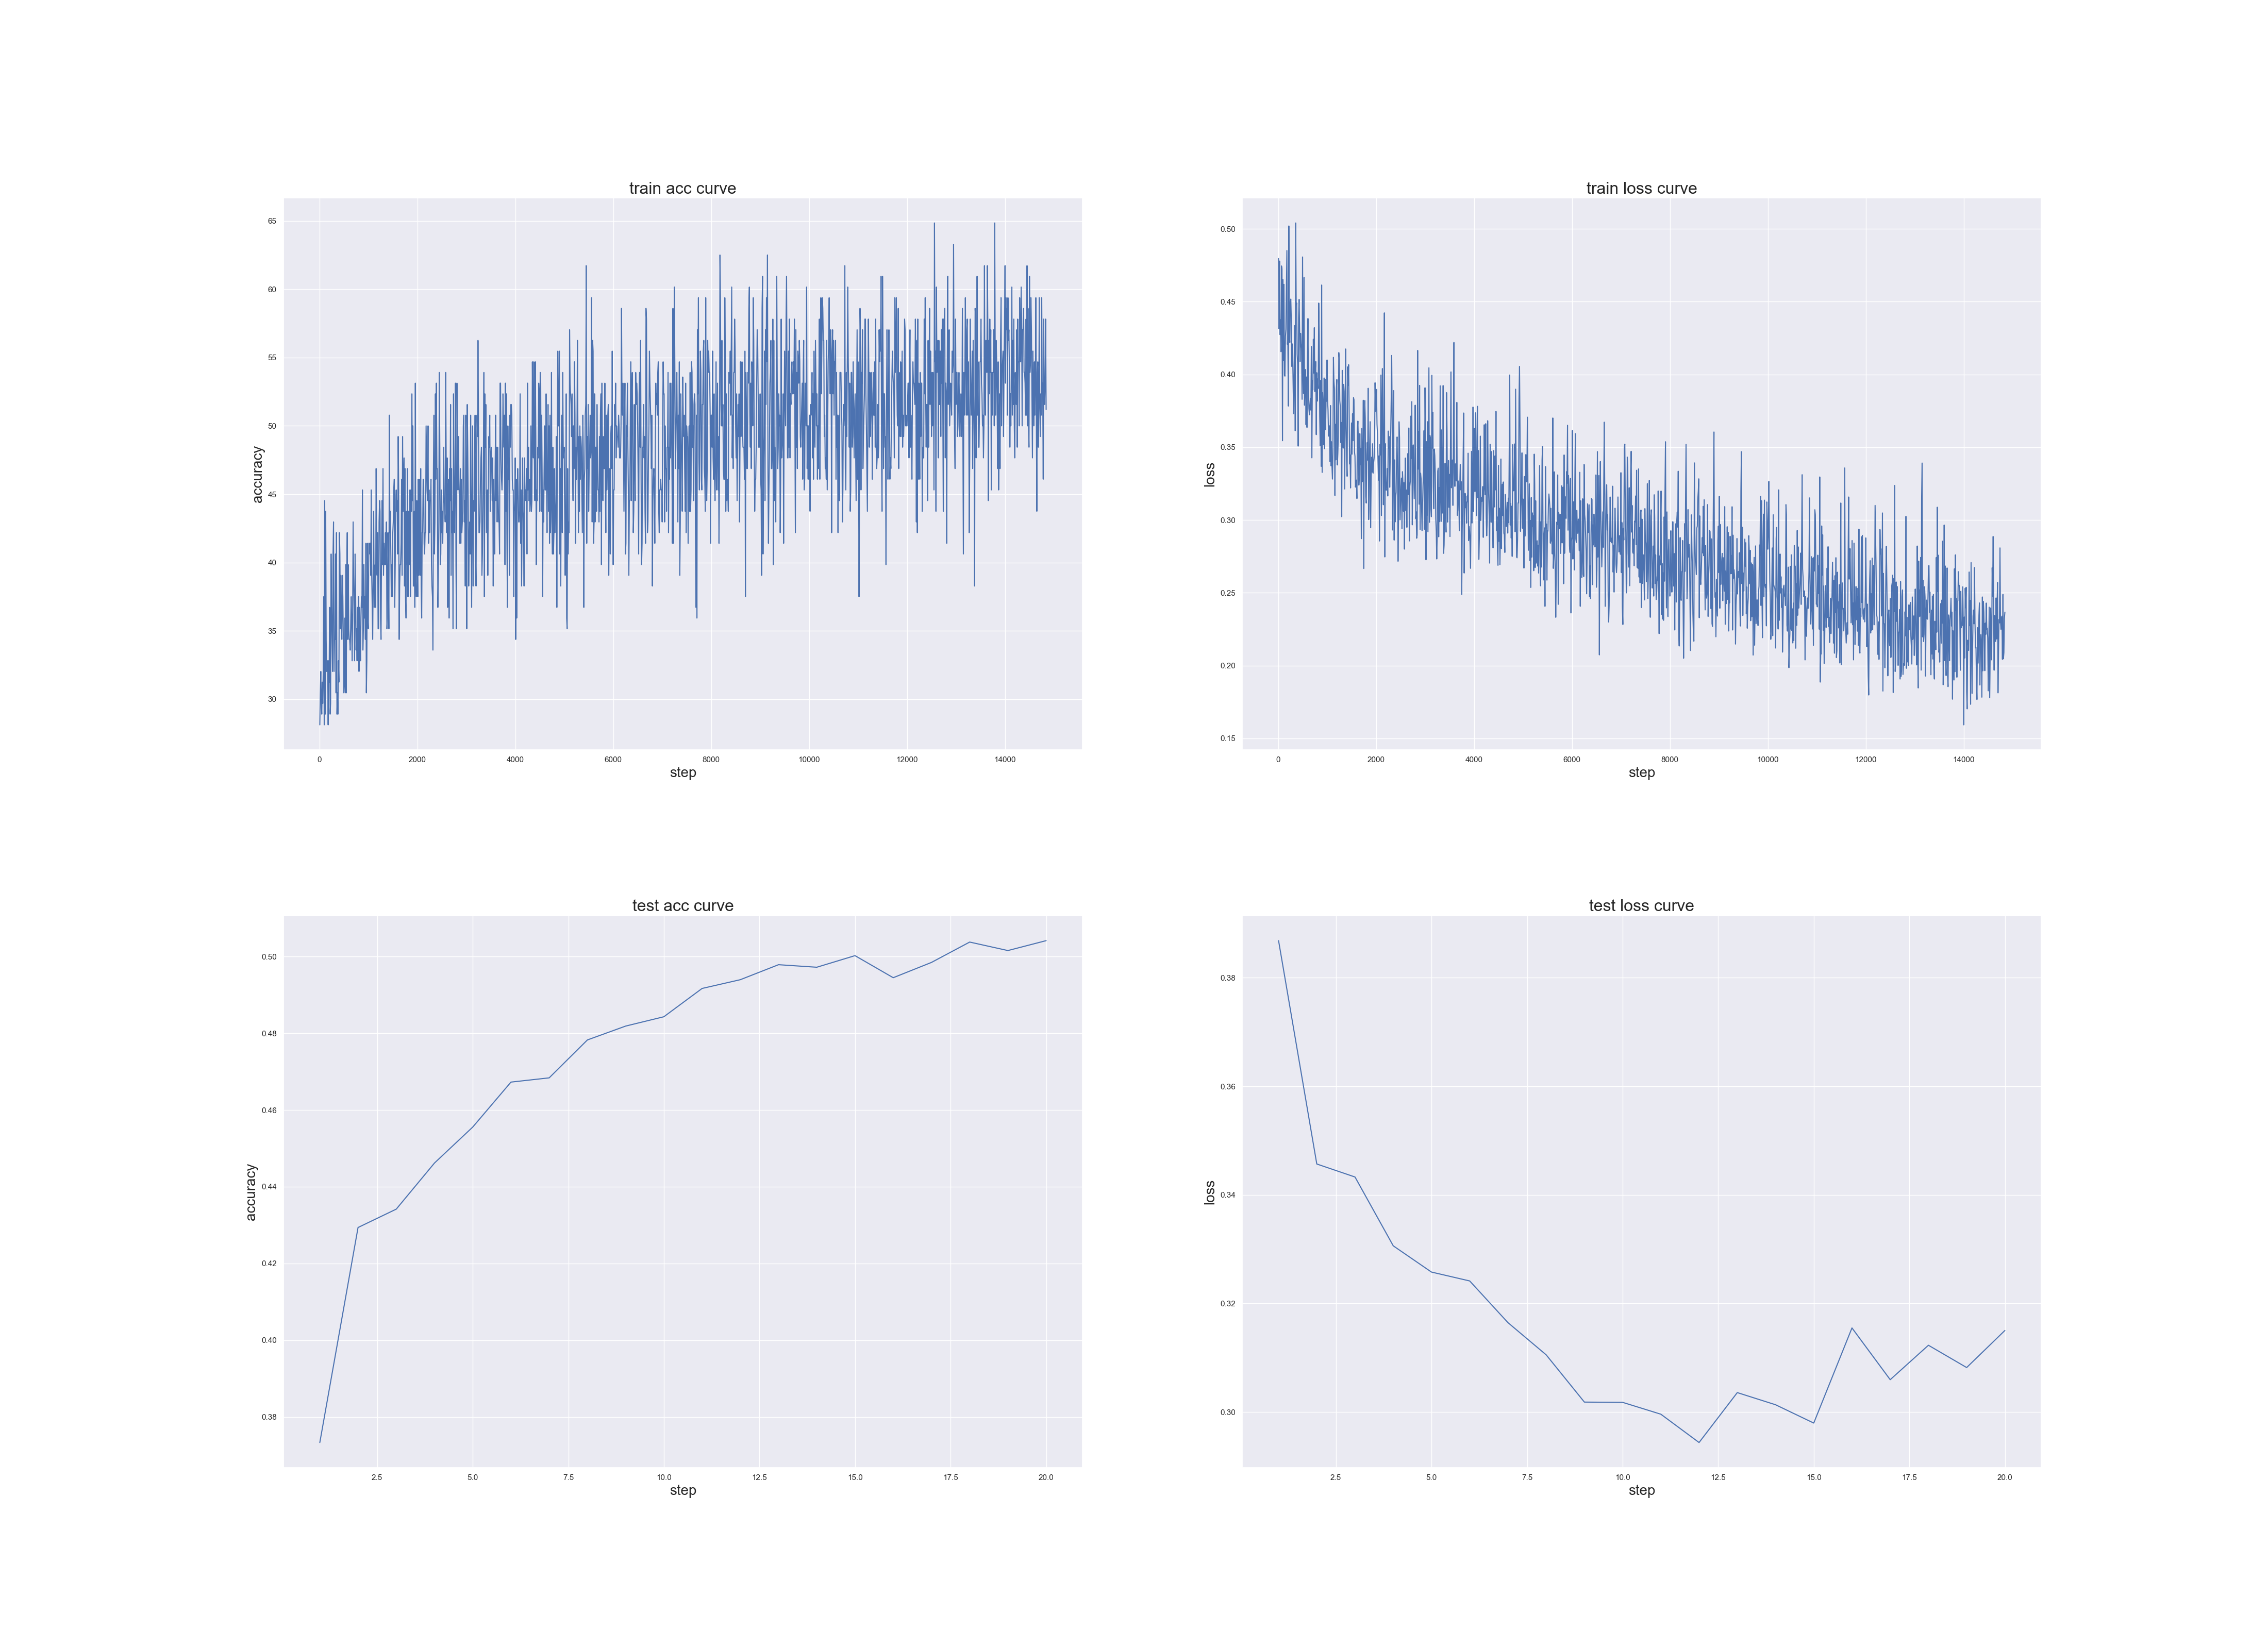 train acc curve
65
60
55
50
45
40
35
30
accuracy
0 2000 4000 6000 8000 10000 12000 14000
step
train loss curve
0.50
0.45
0.40
0.35
0.30
0.25
0.20
0.15
loss
0 2000 4000 6000 8000 10000 12000 14000
step
test acc curve
0.50
0.48
0.46
0.44
0.42
0.40
0.38
accuracy
2.5 5.0 7.5 10.0 12.5 15.0 17.5 20.0
step
test loss curve
0.38
0.36
0.34
0.32
0.30
loss
2.5 5.0 7.5 10.0 12.5 15.0 17.5 20.0
step